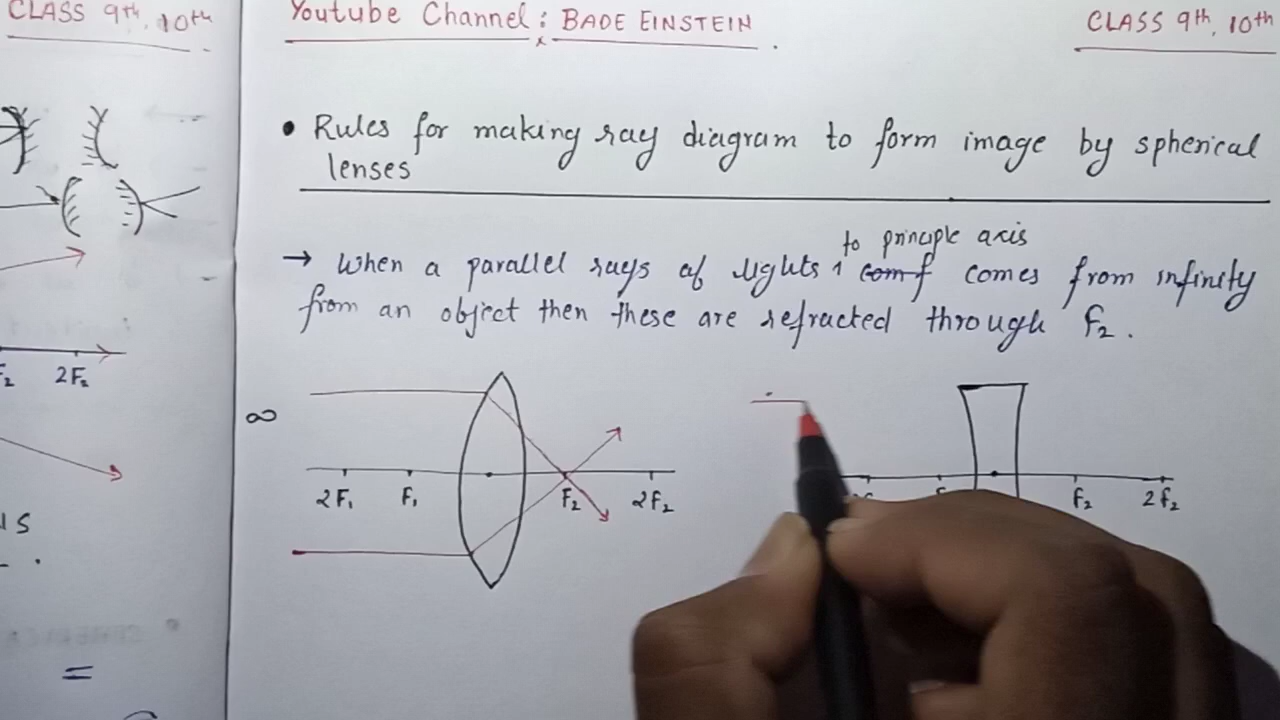 CLASS 9th, 10th
Youtube Channel : BADE EINSTEIN
CLASS 9th, 10th
• Rules for making ray diagram to form image by spherical
lenses
to principle axis
→ When a parallel rays of lights comes from infinity
from an object then these are refracted through F2.
∞
2F1 F1 F2 2F2
F2 2F2
F2 2F2
=